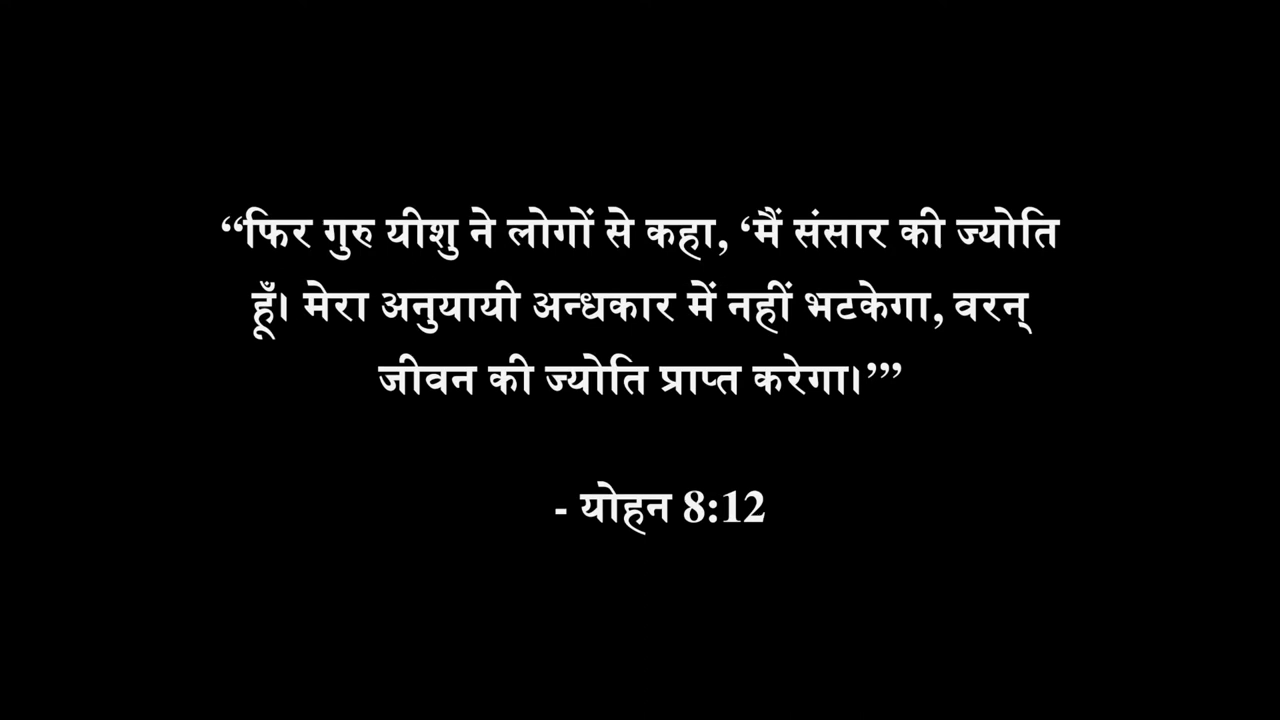 “फिर गुरु यीशु ने लोगों से कहा, ‘मैं संसार की ज्योति
हूँ। मेरा अनुयायी अन्धकार में नहीं भटकेगा, वरन्
जीवन की ज्योति प्राप्त करेगा।’”
- योहन 8:12